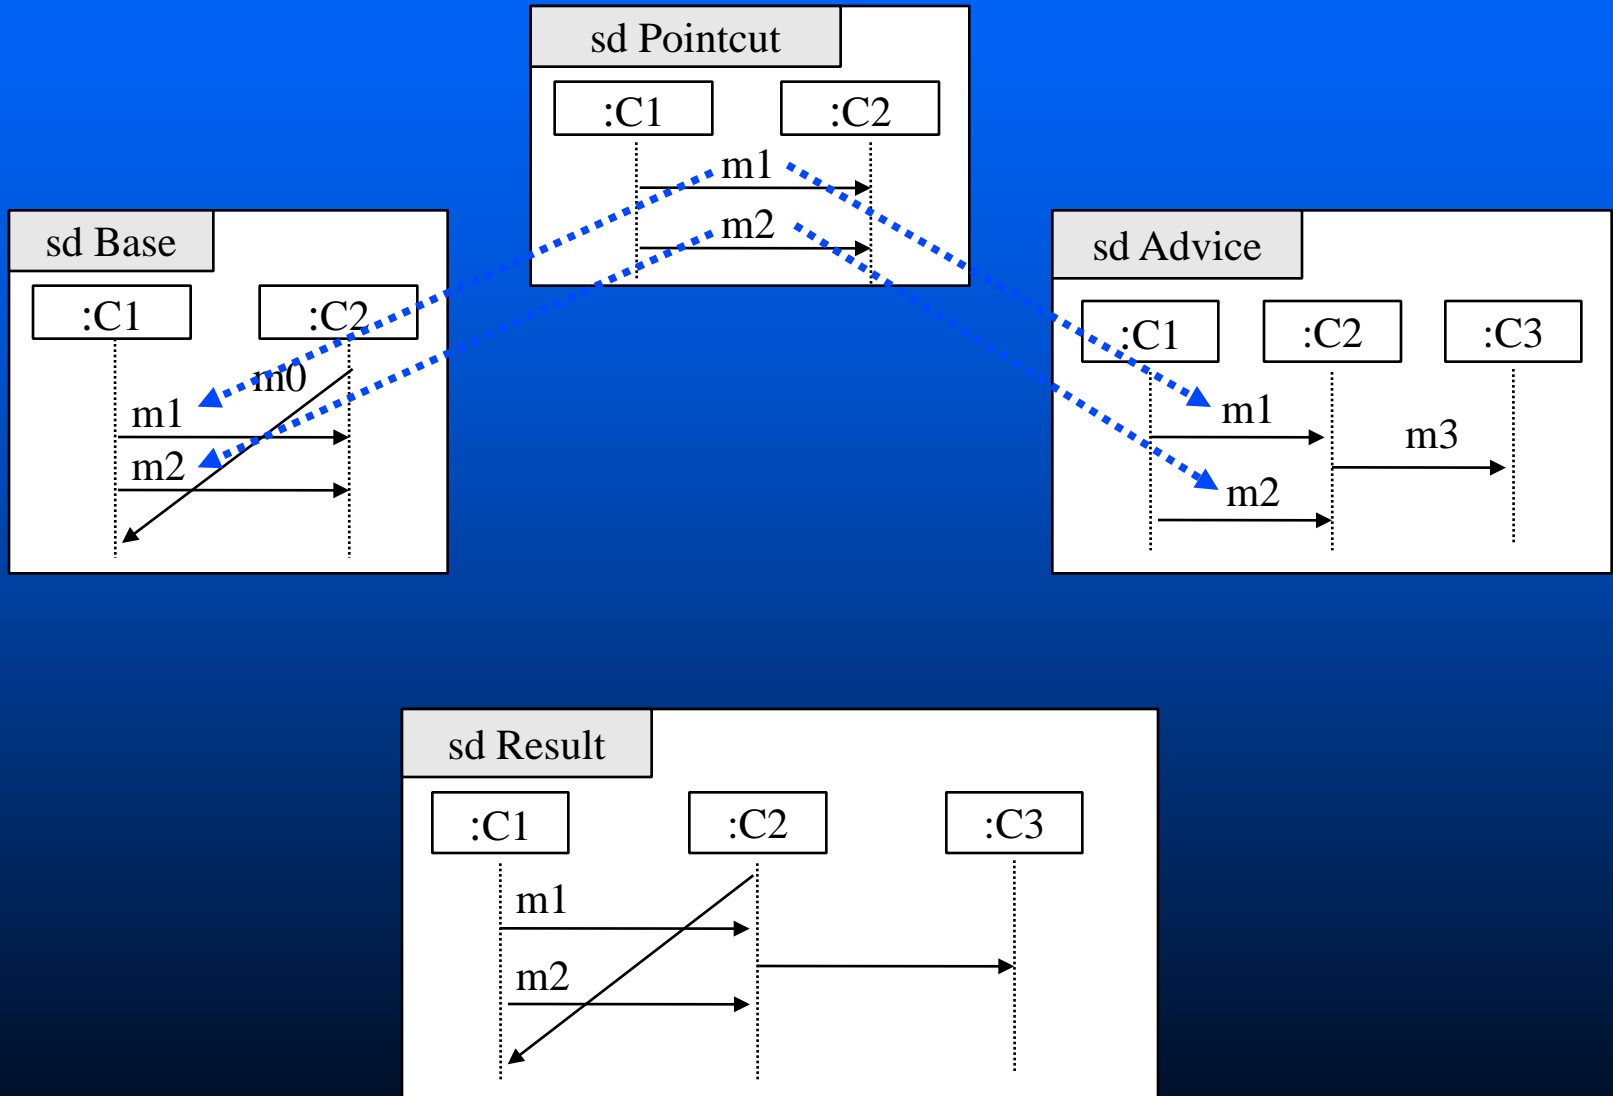 sd Pointcut
:C1 :C2
m1
m2
sd Base
:C1 :C2
m0
m1
m2
sd Advice
:C1 :C2 :C3
m1
m3
m2
sd Result
:C1 :C2 :C3
m1
m2